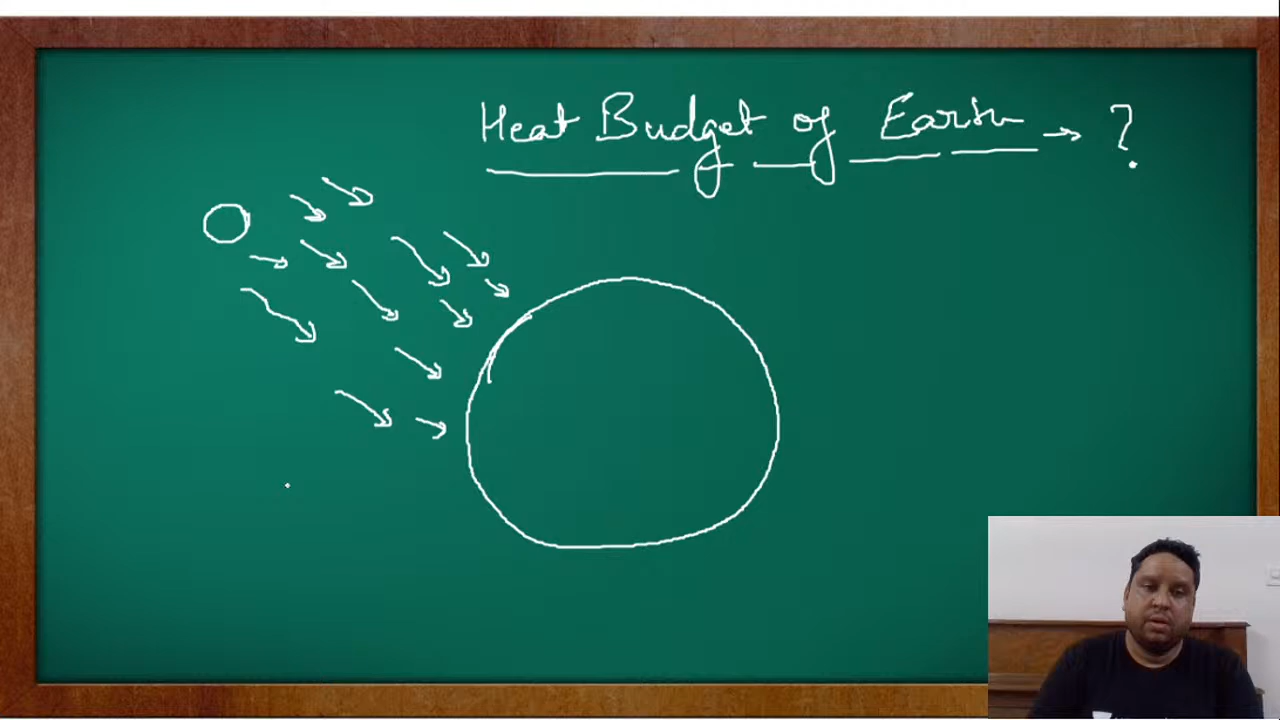 Heat Budget of Earth → ?